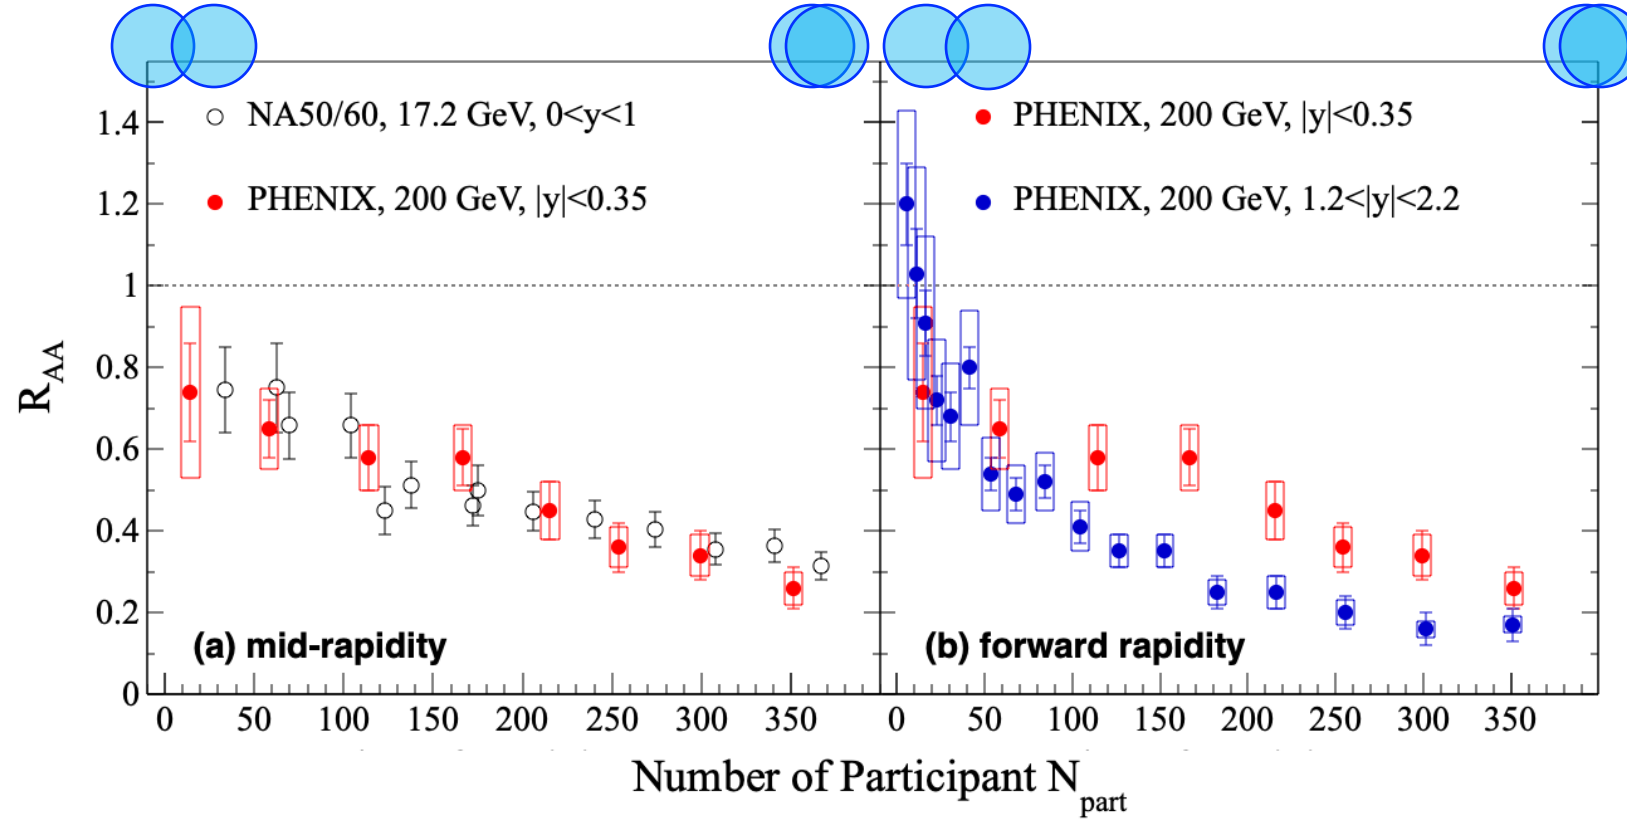 NA50/60, 17.2 GeV, 0<y<1
PHENIX, 200 GeV, |y|<0.35
PHENIX, 200 GeV, |y|<0.35
PHENIX, 200 GeV, 1.2<|y|<2.2
1.4
1.2
1
0.8
0.6
0.4
0.2
0
R_AA
(a) mid-rapidity
(b) forward rapidity
0 50 100 150 200 250 300 350
0 50 100 150 200 250 300 350
Number of Participant N_part